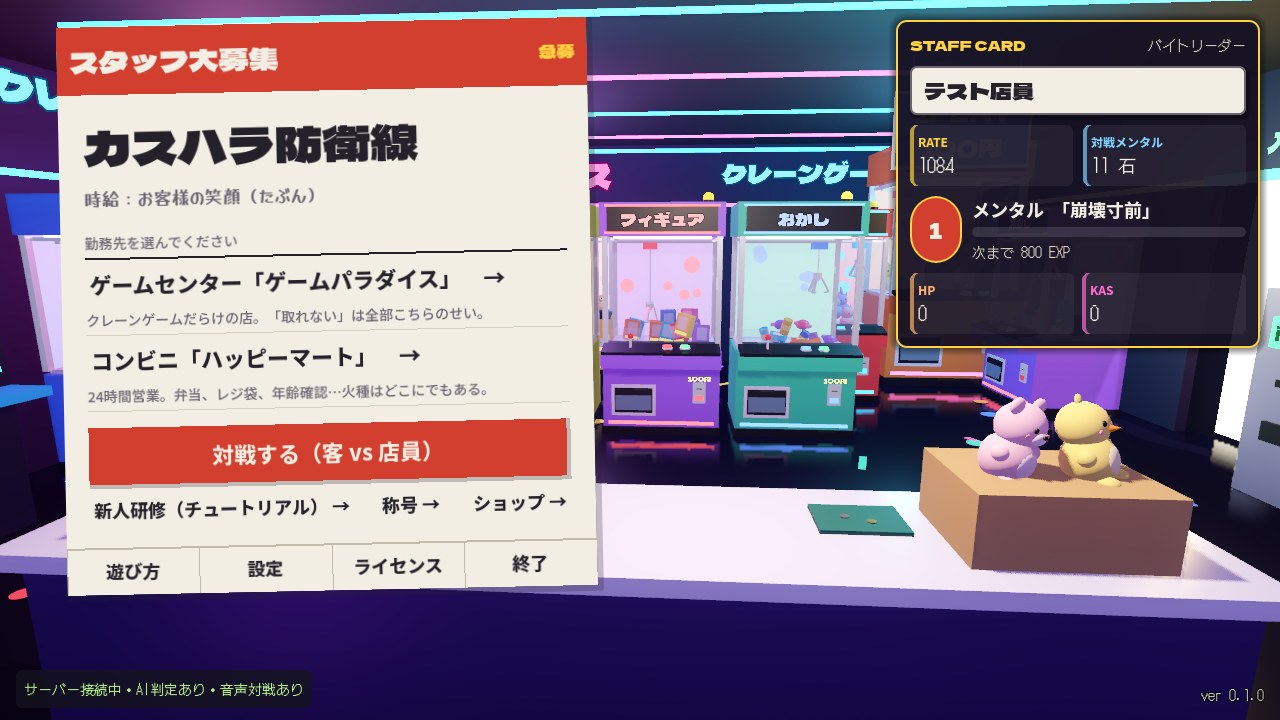 スタッフ大募集
急募
カスハラ防衛線
時給：お客様の笑顔（たぶん）
勤務先を選んでください
ゲームセンター「ゲームパラダイス」 →
クレーンゲームだらけの店。「取れない」は全部こちらのせい。
コンビニ「ハッピーマート」 →
24時間営業。弁当、レジ袋、年齢確認…火種はどこにでもある。
対戦する（客 vs 店員）
新人研修（チュートリアル）→ 称号→ ショップ→
遊び方 設定 ライセンス 終了
サーバー接続中・AI判定あり・音声対戦あり
クレーンゲー
フィギュア
おかし
100円
100円
STAFF CARD バイトリーダー
テスト店員
RATE
1084
対戦メンタル
11 石
1
メンタル 「崩壊寸前」
次まで 800 EXP
HP
0
KAS
0
ver 0.1.0